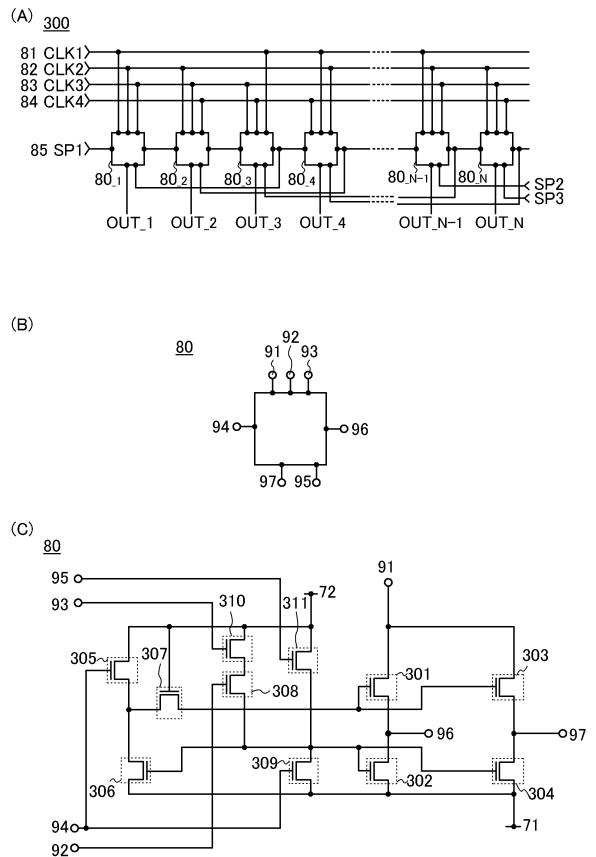 (A) 300
81 CLK1
82 CLK2
83 CLK3
84 CLK4
85 SP1
80_1 80_2 80_3 80_4 80_N-1 80_N
SP2
SP3
OUT_1 OUT_2 OUT_3 OUT_4 OUT_N-1 OUT_N
(B)
80
92
91 93
94 96
97 95
(C)
80
91
95 72
93 310 311
305 307 301 303
308
96 97
309
306 302 304
94 71
92